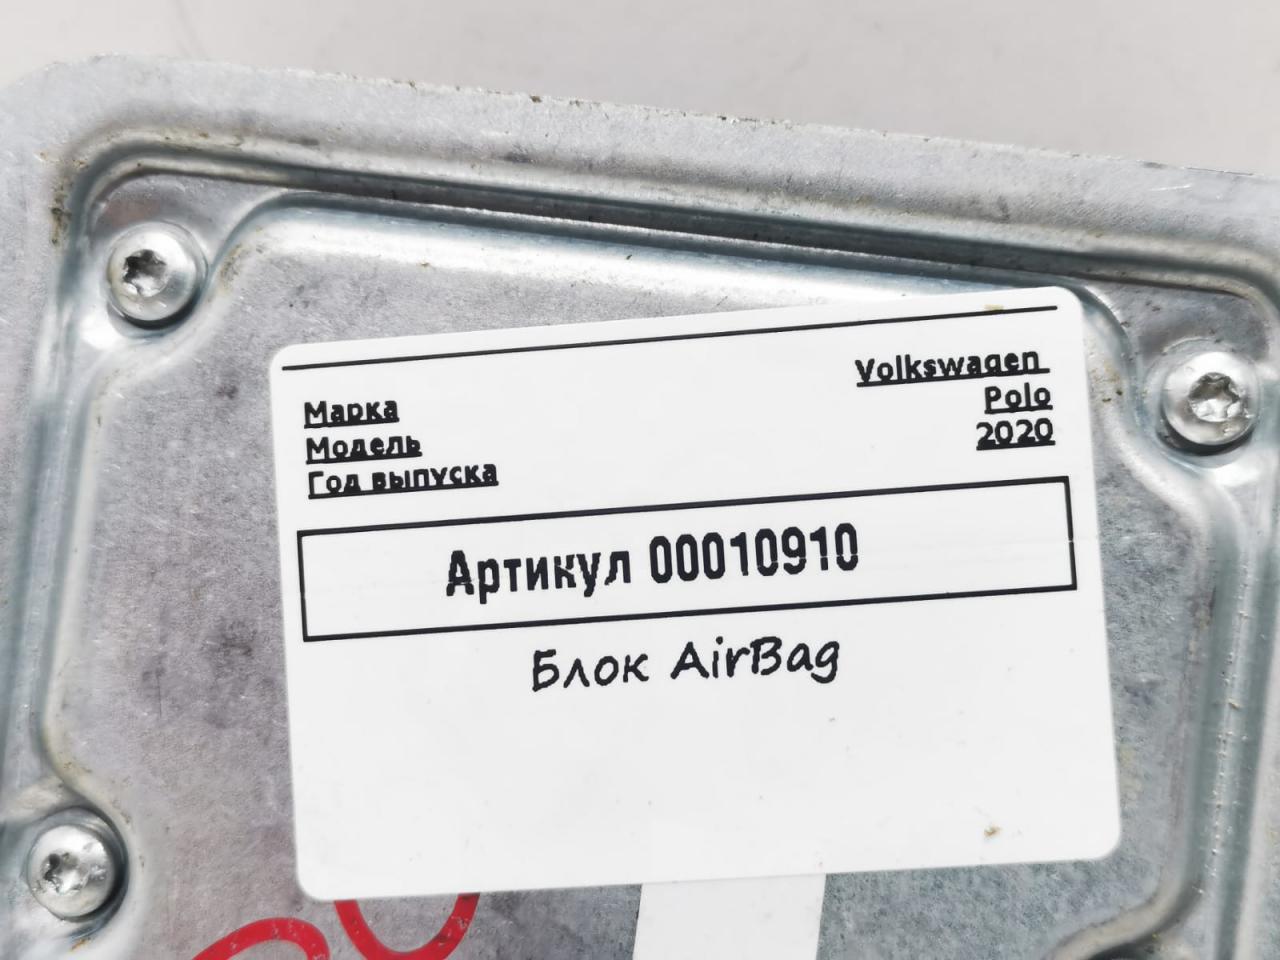 Марка Volkswagen
Модель Polo
Год выпуска 2020
Артикул 00010910
Блок AirBag